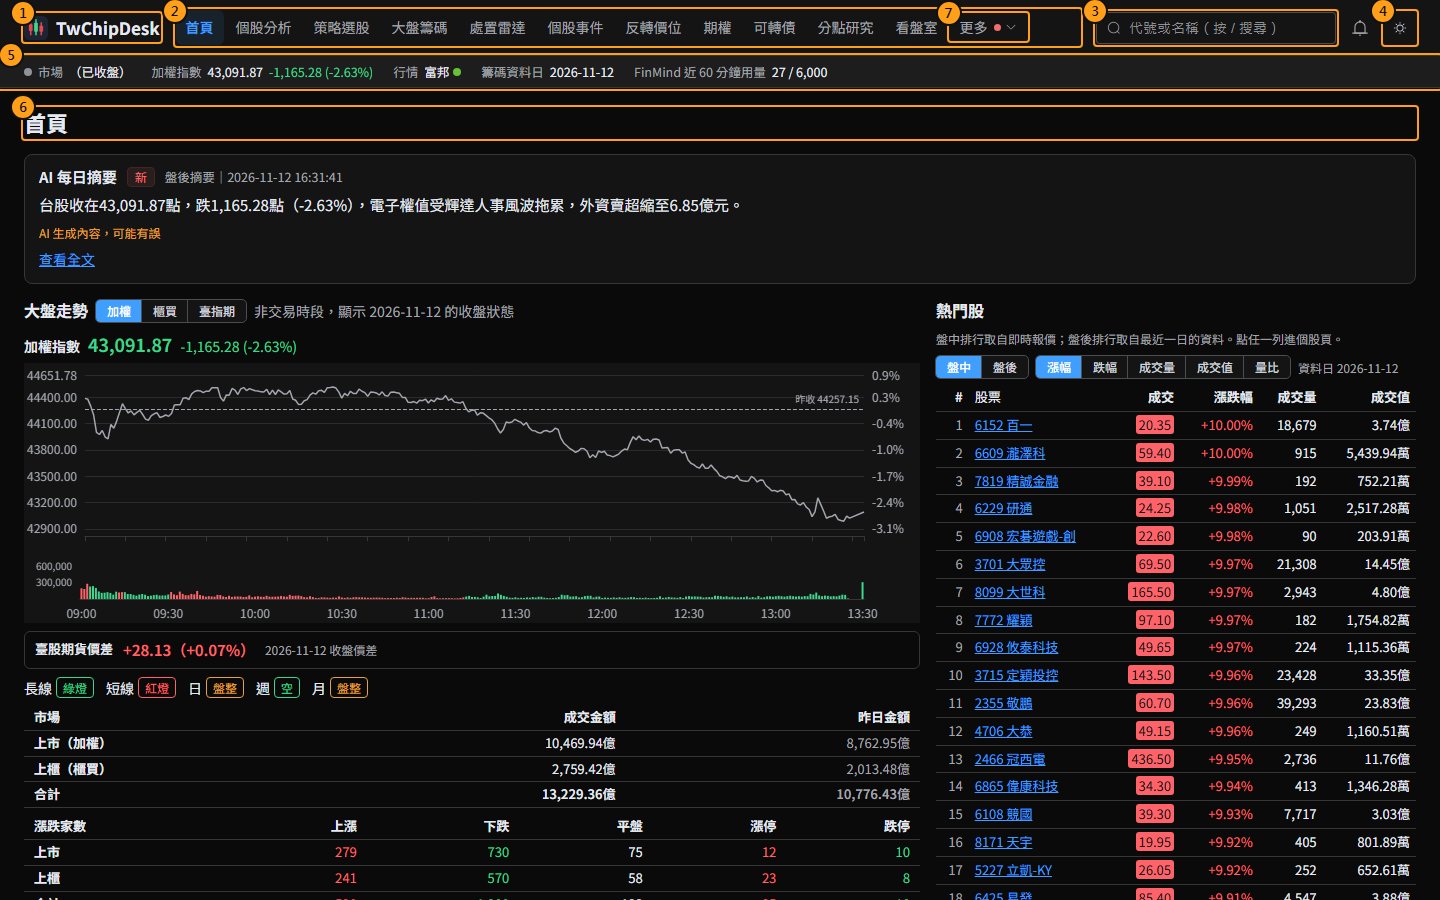 1 2 7 3 4
TwChipDesk 首頁 個股分析 策略選股 大盤籌碼 處置雷達 個股事件 反轉價位 期權 可轉債 分點研究 看盤室 更多 代號或名稱（按 / 搜尋）
5
市場 （已收盤） 加權指數 43,091.87 -1,165.28 (-2.63%) 行情 富邦 籌碼資料日 2026-11-12 FinMind 近 60 分鐘用量 27 / 6,000
6
首頁
AI 每日摘要 新 盤後摘要｜2026-11-12 16:31:41
台股收在43,091.87點，跌1,165.28點（-2.63%），電子權值受輝達人事風波拖累，外資賣超縮至6.85億元。
AI 生成內容，可能有誤
查看全文
大盤走勢 加權 櫃買 臺指期 非交易時段，顯示 2026-11-12 的收盤狀態
加權指數 43,091.87 -1,165.28 (-2.63%)
44651.78 0.9%
44400.00 昨收 44257.15 0.3%
44100.00 -0.4%
43800.00 -1.0%
43500.00 -1.7%
43200.00 -2.4%
42900.00 -3.1%
600,000
300,000
09:00 09:30 10:00 10:30 11:00 11:30 12:00 12:30 13:00 13:30
臺股期貨價差 +28.13（+0.07%） 2026-11-12 收盤價差
長線 綠燈 短線 紅燈 日 盤整 週 空 月 盤整
市場 成交金額 昨日金額
上市（加權） 10,469.94億 8,762.95億
上櫃（櫃買） 2,759.42億 2,013.48億
合計 13,229.36億 10,776.43億
漲跌家數 上漲 下跌 平盤 漲停 跌停
上市 279 730 75 12 10
上櫃 241 570 58 23 8
熱門股
盤中排行取自即時報價；盤後排行取自最近一日的資料。點任一列進個股頁。
盤中 盤後 漲幅 跌幅 成交量 成交值 量比 資料日 2026-11-12
# 股票 成交 漲跌幅 成交量 成交值
1 6152 百一 20.35 +10.00% 18,679 3.74億
2 6609 瀧澤科 59.40 +10.00% 915 5,439.94萬
3 7819 精誠金融 39.10 +9.99% 192 752.21萬
4 6229 研通 24.25 +9.98% 1,051 2,517.28萬
5 6908 宏碁遊戲-創 22.60 +9.98% 90 203.91萬
6 3701 大眾控 69.50 +9.97% 21,308 14.45億
7 8099 大世科 165.50 +9.97% 2,943 4.80億
8 7772 耀穎 97.10 +9.97% 182 1,754.82萬
9 6928 攸泰科技 49.65 +9.97% 224 1,115.36萬
10 3715 定穎投控 143.50 +9.96% 23,428 33.35億
11 2355 敬鵬 60.70 +9.96% 39,293 23.83億
12 4706 大恭 49.15 +9.96% 249 1,160.51萬
13 2466 冠西電 436.50 +9.95% 2,736 11.76億
14 6865 偉康科技 34.30 +9.94% 413 1,346.28萬
15 6108 競國 39.30 +9.93% 7,717 3.03億
16 8171 天宇 19.95 +9.92% 405 801.89萬
17 5227 立凱-KY 26.05 +9.92% 252 652.61萬
18 6425 易發 85.40 +9.91% 4,547 3.88億